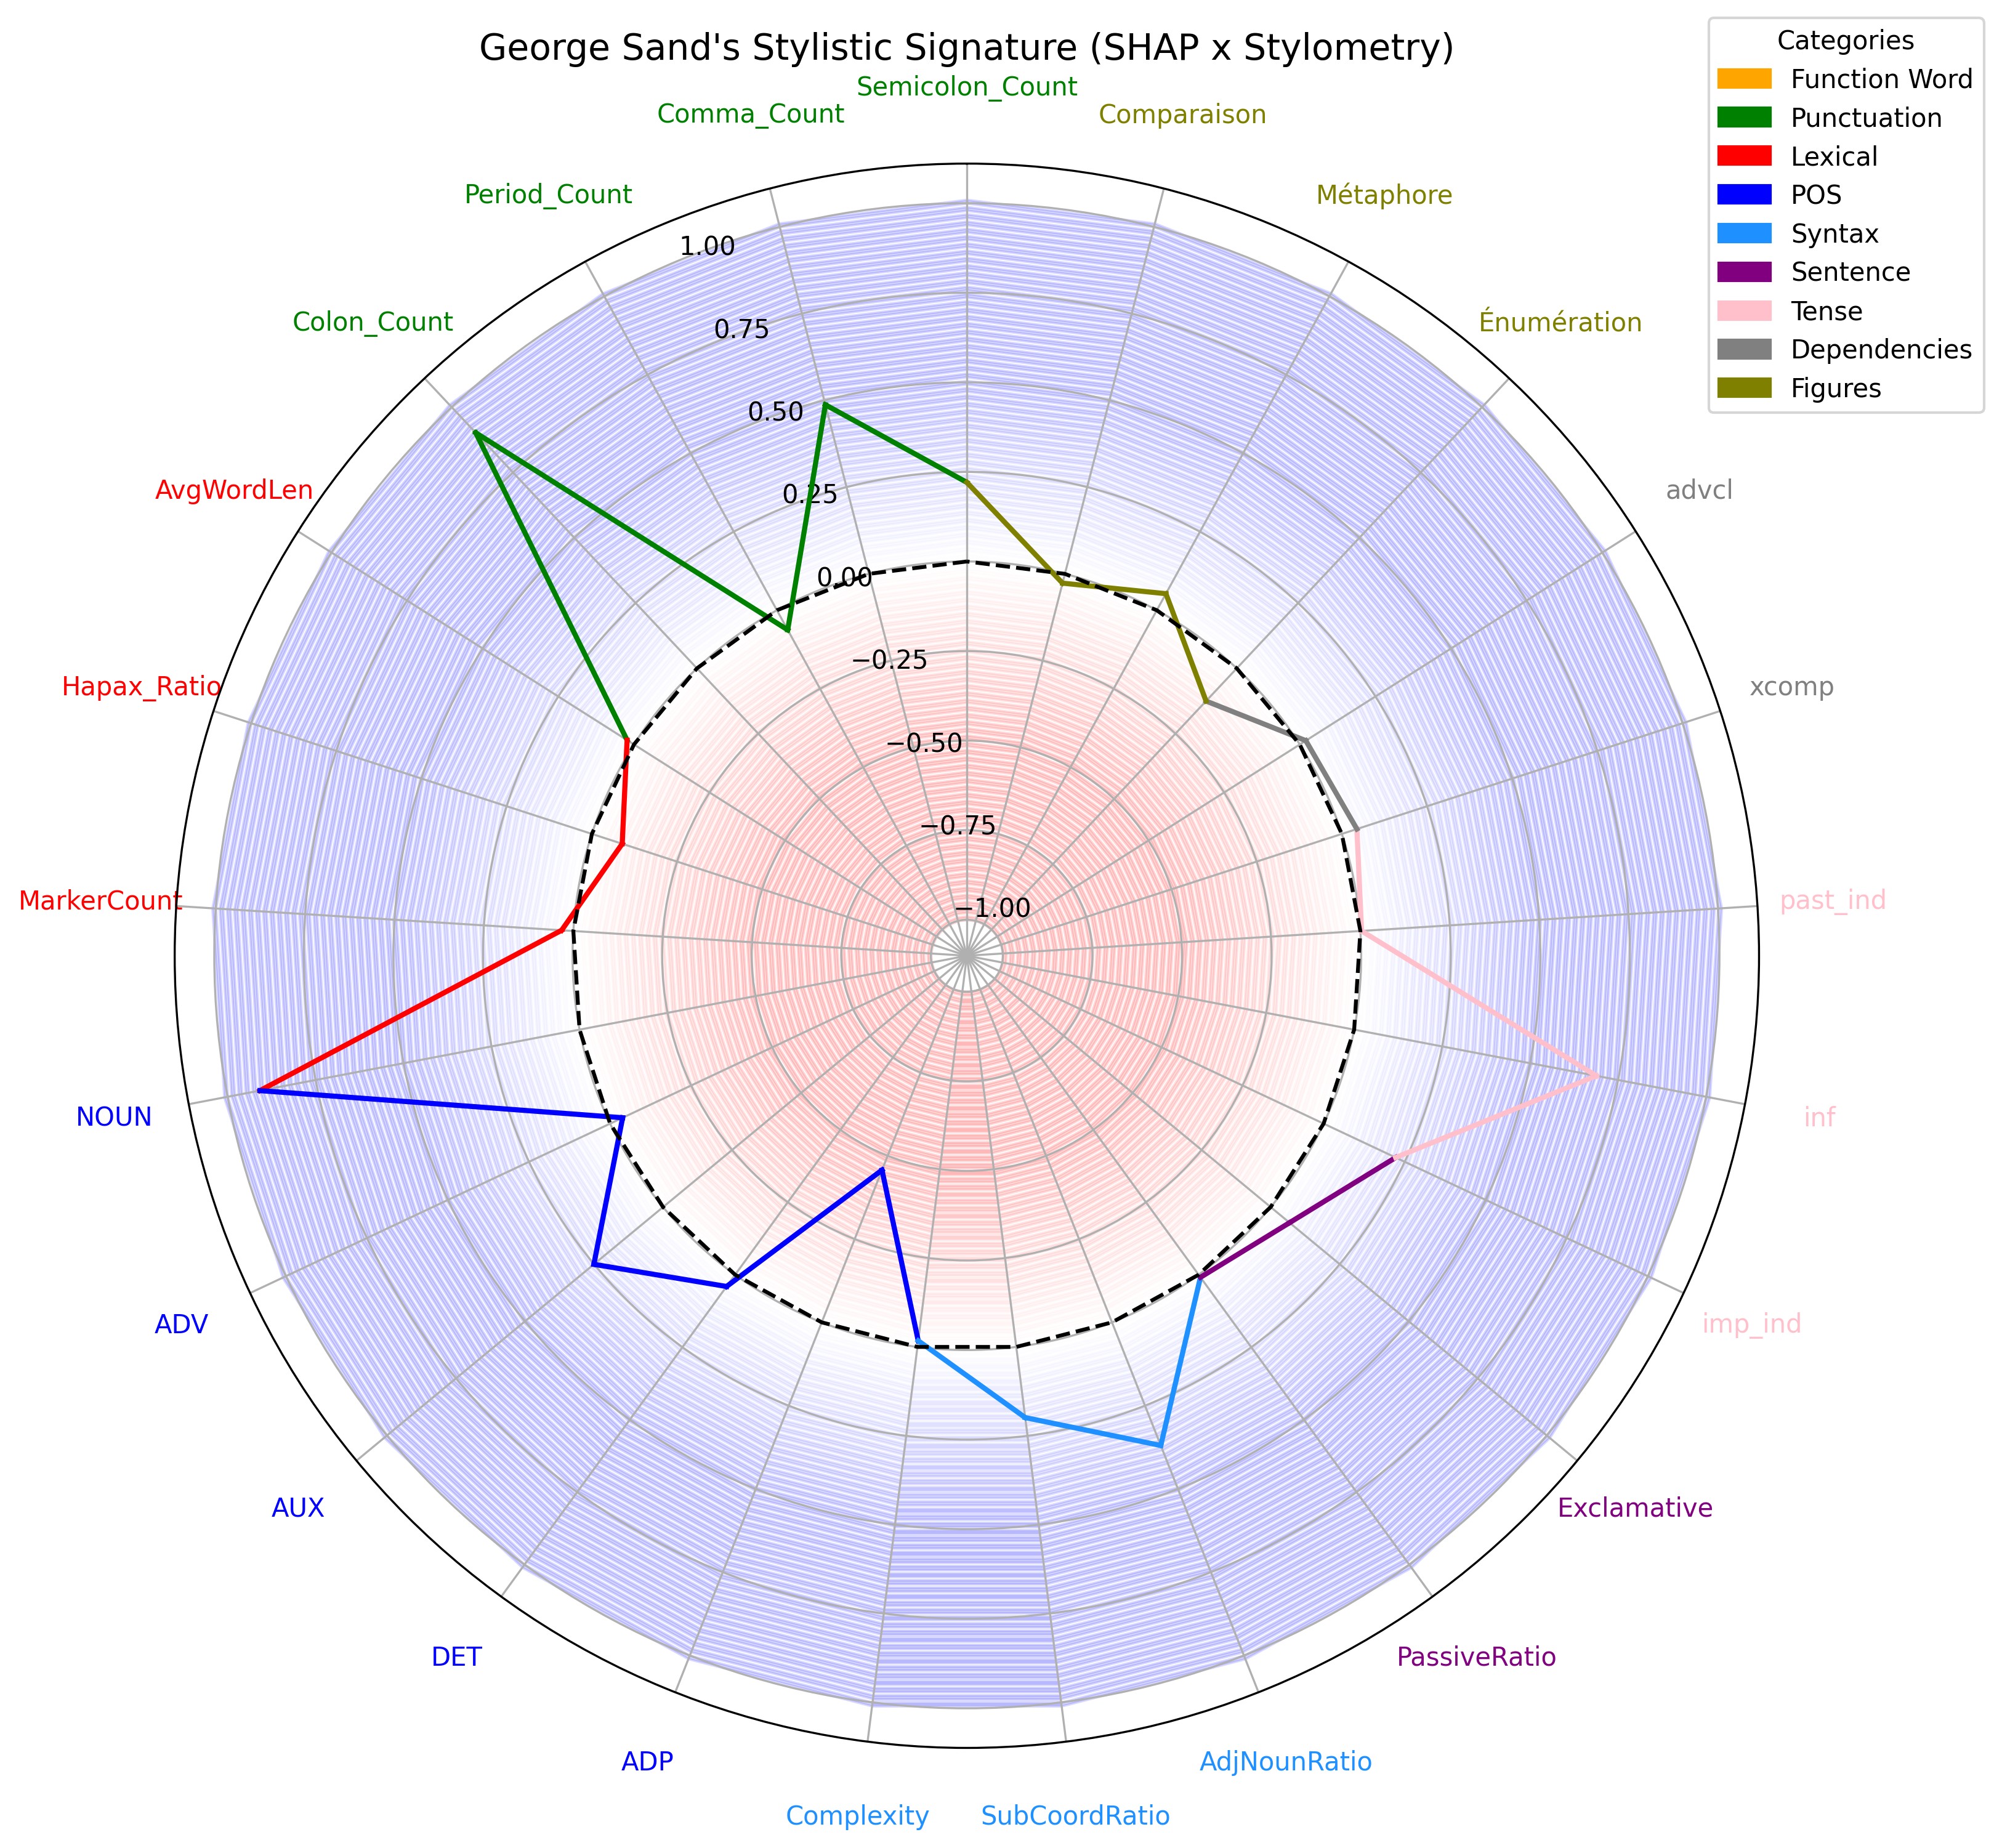 George Sand's Stylistic Signature (SHAP x Stylometry)
Categories
Function Word
Punctuation
Lexical
POS
Syntax
Sentence
Tense
Dependencies
Figures
Semicolon_Count
Comma_Count
Comparaison
Period_Count
Métaphore
Colon_Count
Énumération
AvgWordLen
advcl
Hapax_Ratio
xcomp
MarkerCount
past_ind
NOUN
inf
ADV
imp_ind
AUX
Exclamative
DET
PassiveRatio
ADP
AdjNounRatio
Complexity
SubCoordRatio
1.00
0.75
0.50
0.25
0.00
−0.25
−0.50
−0.75
−1.00